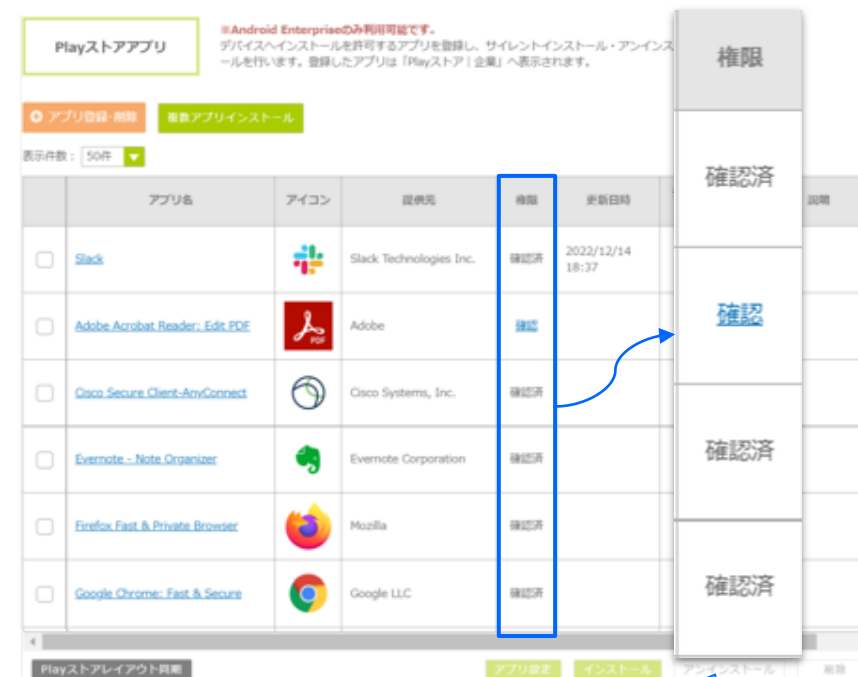 Playストアアプリ
※Android Enterpriseのみ利用可能です。
デバイスへインストールを許可するアプリを登録し、サイレントインストール・アンインス
ールを行います。登録したアプリは「Playストア | 企業」へ表示されます。
アプリ登録・削除
複数アプリインストール
表示件数： 50件
アプリ名 アイコン 提供元 権限 更新日時 権限 説明
Slack Slack Technologies Inc. 確認済 2022/12/14 18:37 確認済
Adobe Acrobat Reader: Edit PDF PDF Adobe 確認 確認
Cisco Secure Client-AnyConnect Cisco Systems, Inc. 確認済 確認済
Evernote - Note Organizer Evernote Corporation 確認済
Firefox Fast & Private Browser Mozilla 確認済 確認済
Google Chrome: Fast & Secure Google LLC 確認済
Playストアレイアウト同期 アプリ設定 インストール アンインストール 削除